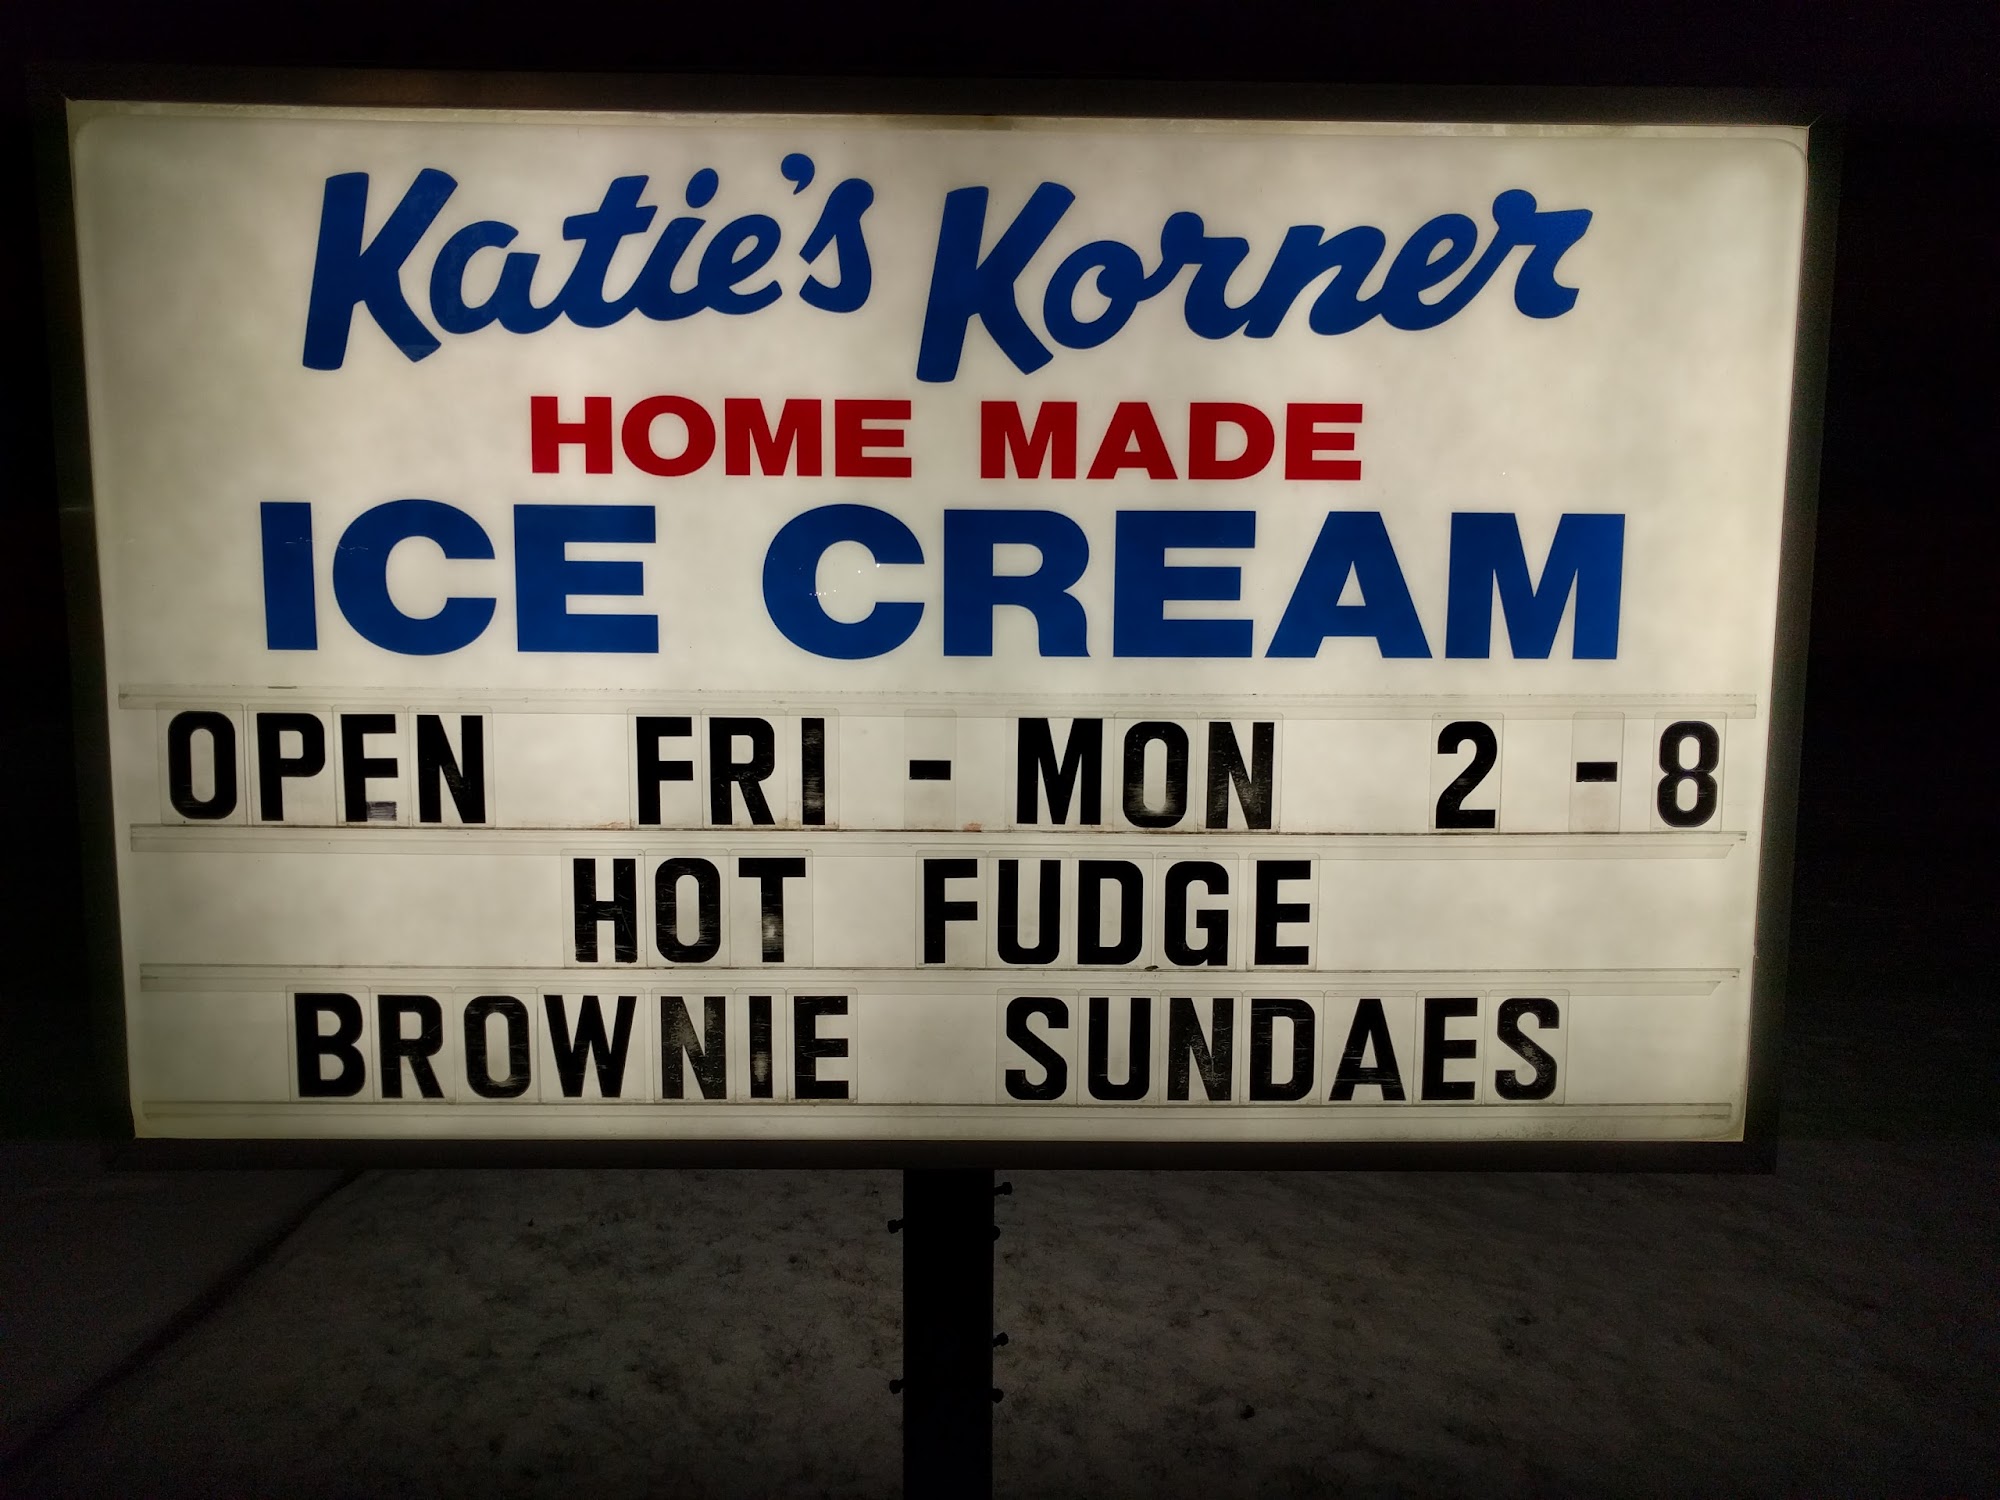 Katie's Korner
HOME MADE
ICE CREAM
OPEN FRI - MON 2 - 8
HOT FUDGE
BROWNIE SUNDAES